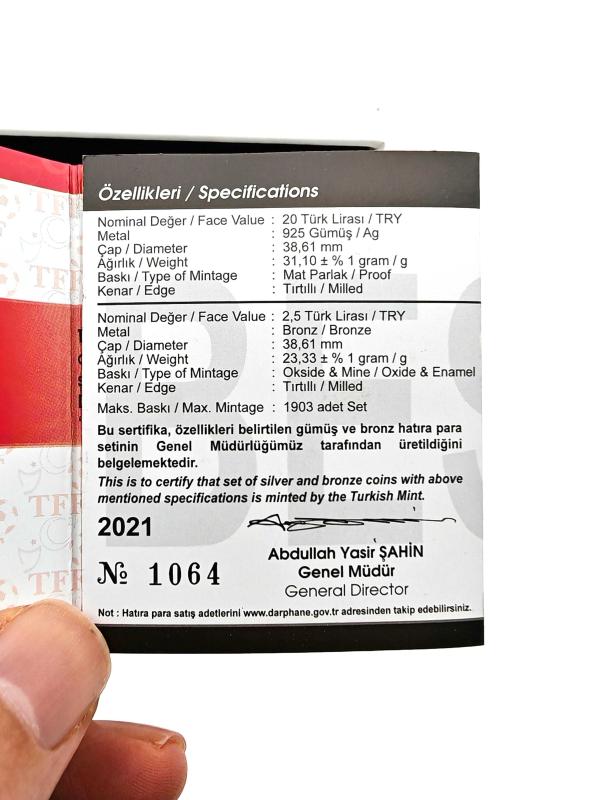 Özellikleri / Specifications
Nominal Değer / Face Value : 20 Türk Lirası / TRY
Metal : 925 Gümüş / Ag
Çap / Diameter : 38,61 mm
Ağırlık / Weight : 31,10 ± % 1 gram / g
Baskı / Type of Mintage : Mat Parlak / Proof
Kenar / Edge : Tırtıllı / Milled
Nominal Değer / Face Value : 2,5 Türk Lirası / TRY
Metal : Bronz / Bronze
Çap / Diameter : 38,61 mm
Ağırlık / Weight : 23,33 ± % 1 gram / g
Baskı / Type of Mintage : Okside & Mine / Oxide & Enamel
Kenar / Edge : Tırtıllı / Milled
Maks. Baskı / Max. Mintage : 1903 adet Set
Bu sertifika, özellikleri belirtilen gümüş ve bronz hatıra para
setinin Genel Müdürlüğümüz tarafından üretildiğini
belgelemektedir.
This is to certify that set of silver and bronze coins with above
mentioned specifications is minted by the Turkish Mint.
2021
Abdullah Yasir ŞAHİN
Genel Müdür
General Director
№ 1064
Not : Hatıra para satış adetlerini www.darphane.gov.tr adresinden takip edebilirsiniz.